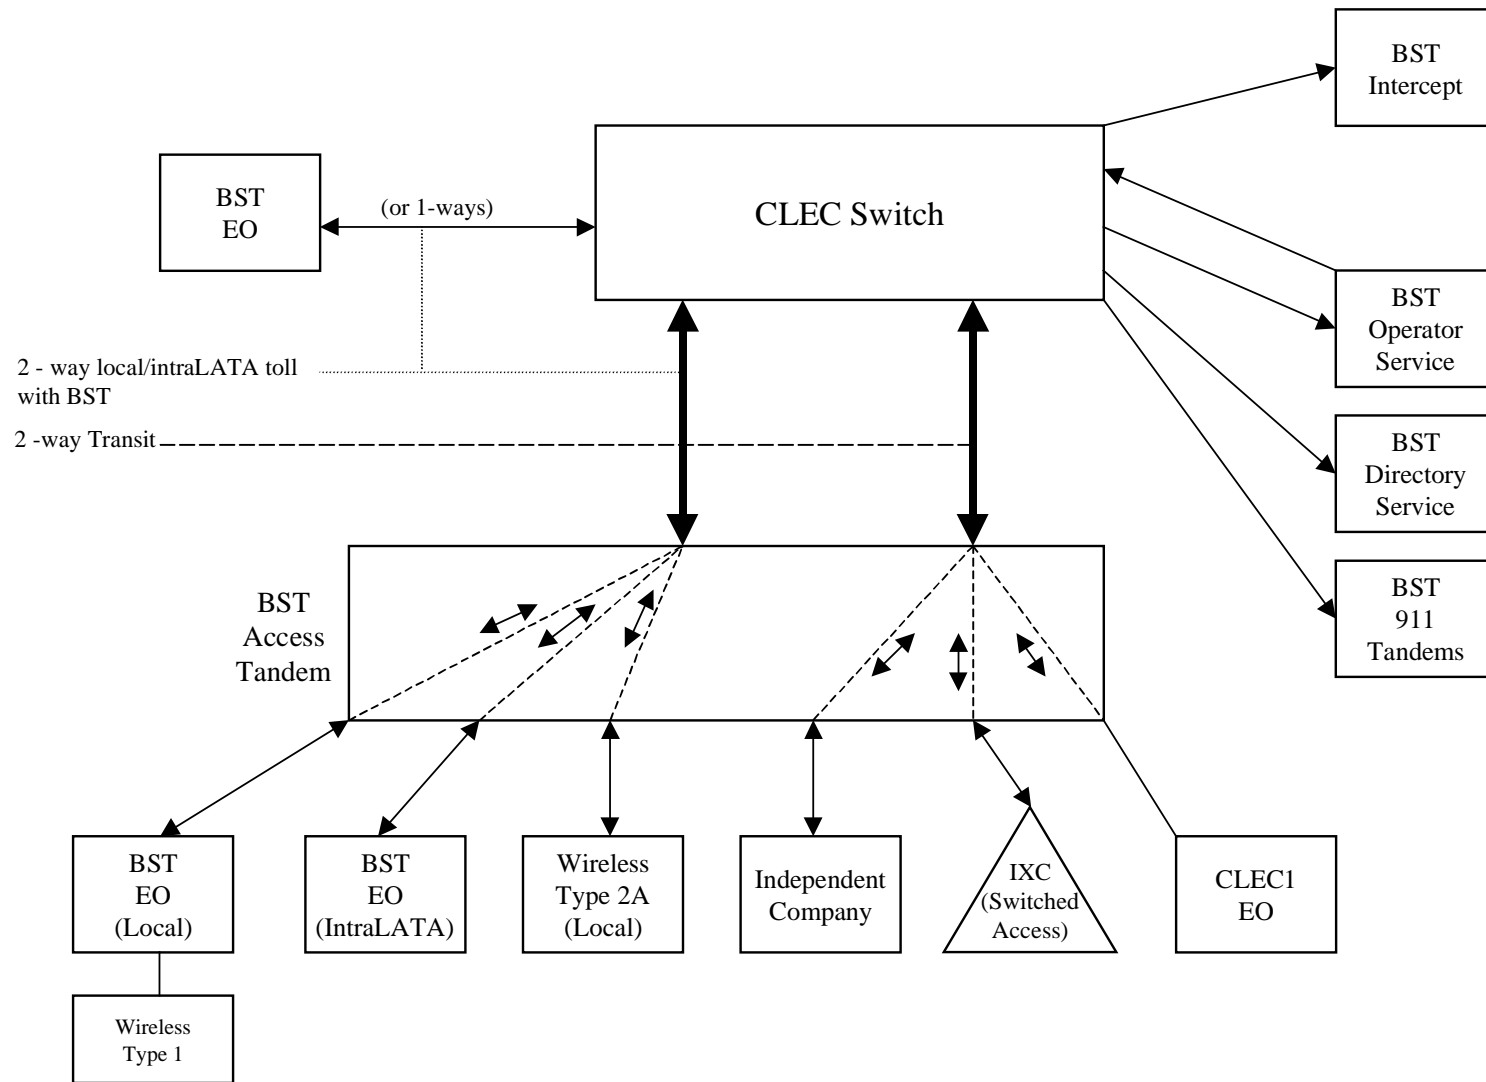 BST
Intercept
BST
EO
(or 1-ways)
CLEC Switch
BST
Operator
Service
2 - way local/intraLATA toll
with BST
2 -way Transit
BST
Directory
Service
BST
Access
Tandem
BST
911
Tandems
BST
EO
(Local)
BST
EO
(IntraLATA)
Wireless
Type 2A
(Local)
Independent
Company
IXC
(Switched
Access)
CLEC1
EO
Wireless
Type 1